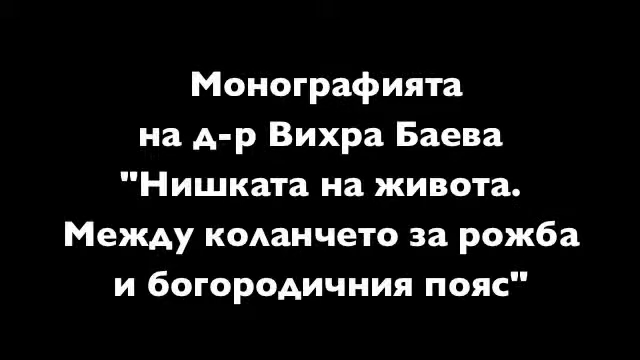 Монографията
на д-р Вихра Баева
"Нишката на живота.
Между коланчето за рожба
и богородичния пояс"